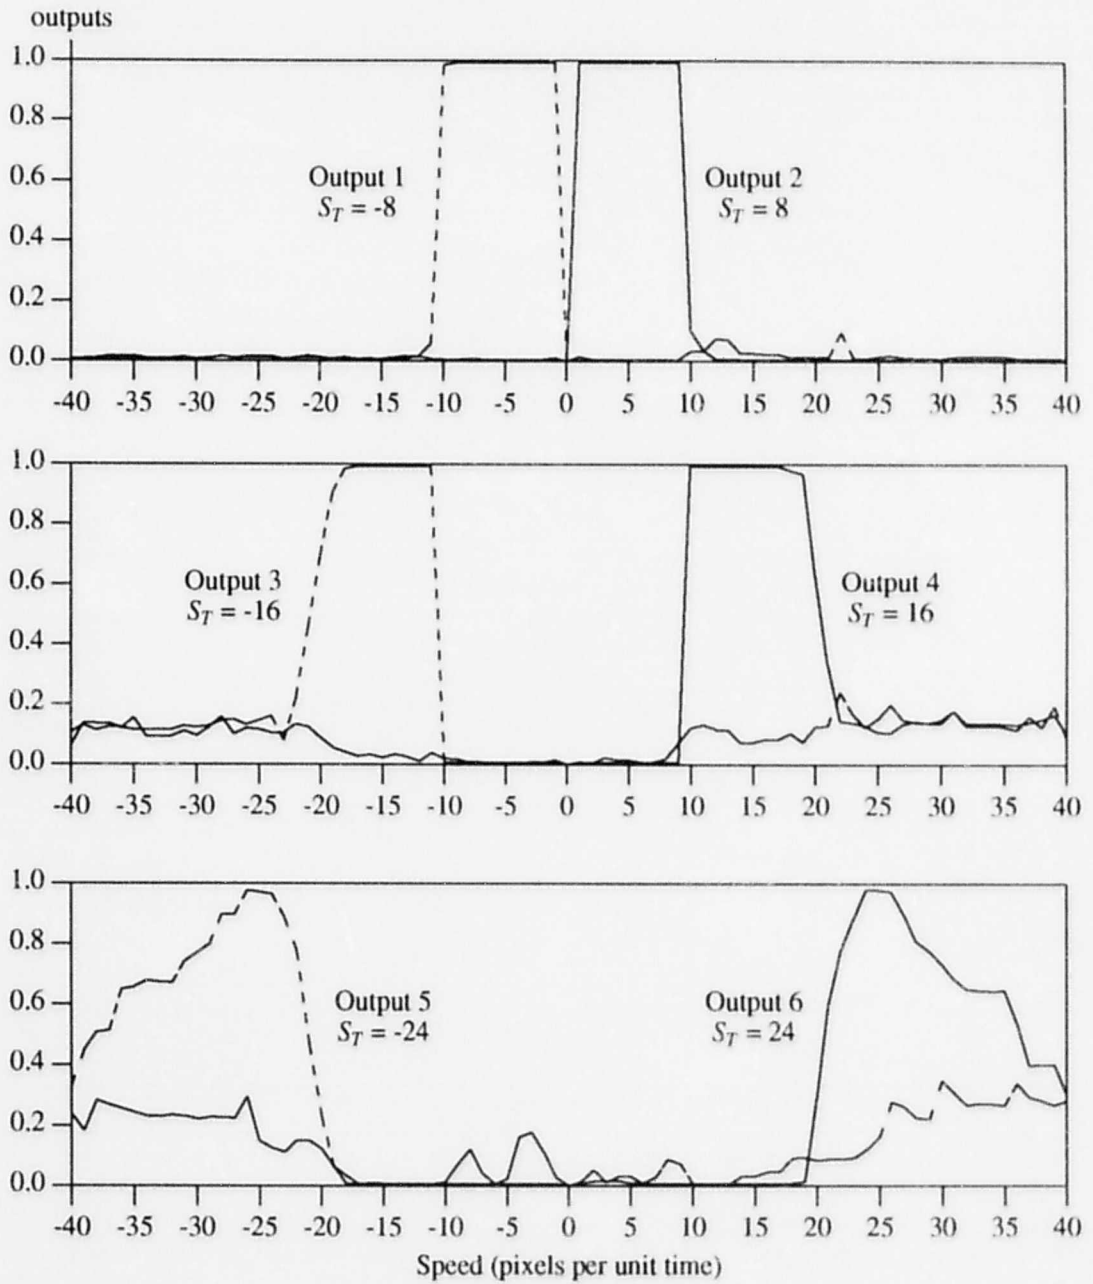 outputs
1.0
0.8
0.6
0.4
0.2
0.0
Output 1
S_T = -8
Output 2
S_T = 8
-40 -35 -30 -25 -20 -15 -10 -5 0 5 10 15 20 25 30 35 40
1.0
0.8
0.6
0.4
0.2
0.0
Output 3
S_T = -16
Output 4
S_T = 16
-40 -35 -30 -25 -20 -15 -10 -5 0 5 10 15 20 25 30 35 40
1.0
0.8
0.6
0.4
0.2
0.0
Output 5
S_T = -24
Output 6
S_T = 24
-40 -35 -30 -25 -20 -15 -10 -5 0 5 10 15 20 25 30 35 40
Speed (pixels per unit time)